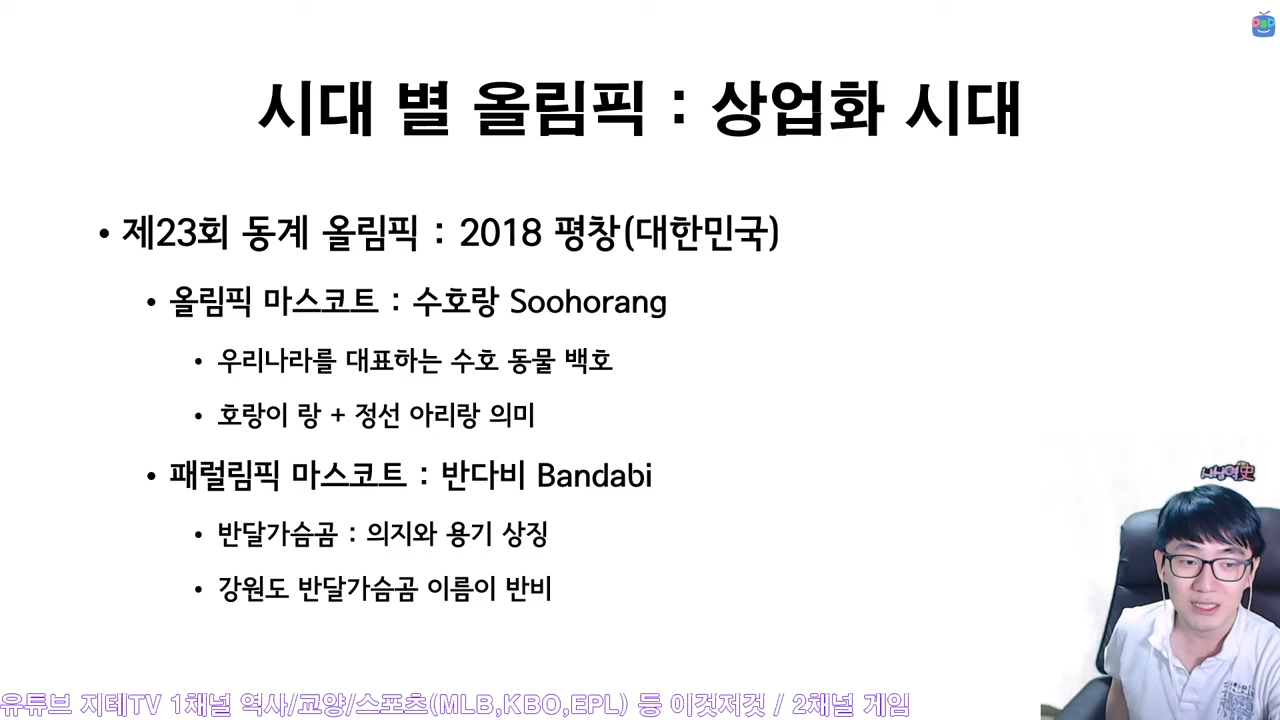 시대 별 올림픽 : 상업화 시대
• 제23회 동계 올림픽 : 2018 평창(대한민국)
• 올림픽 마스코트 : 수호랑 Soohorang
• 우리나라를 대표하는 수호 동물 백호
• 호랑이 랑 + 정선 아리랑 의미
• 패럴림픽 마스코트 : 반다비 Bandabi
• 반달가슴곰 : 의지와 용기 상징
• 강원도 반달가슴곰 이름이 반비
유튜브 지테TV 1채널 역사/교양/스포츠(MLB,KBO,EPL) 등 이것저것 / 2채널 게임